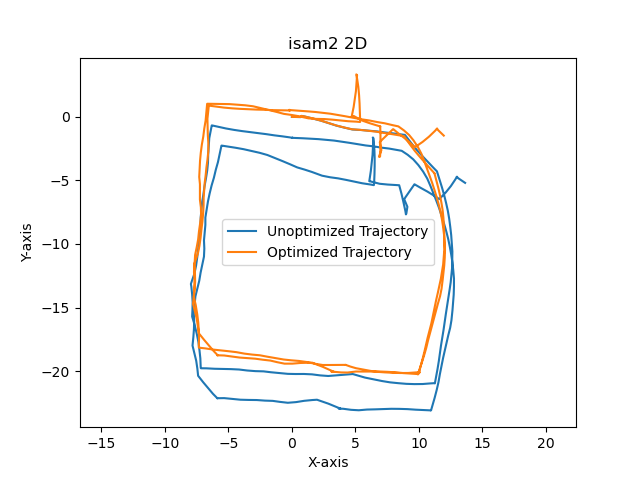 isam2 2D
Y-axis
0
−5
−10
−15
−20
Unoptimized Trajectory
Optimized Trajectory
−15 −10 −5 0 5 10 15 20
X-axis